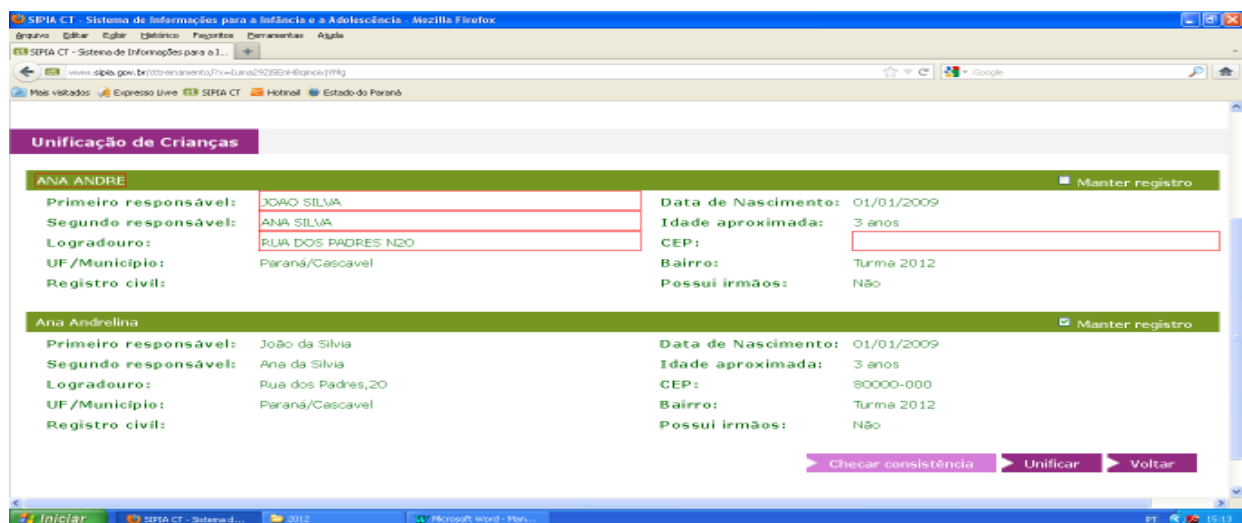 SIPIA CT - Sistema de Informações para a Infância e a Adolescência - Mozilla Firefox
Arquivo Editar Exibir Histórico Favoritos Ferramentas Ajuda
SIPIA CT - Sistema de Informações para a I... +
Google
Mais visitados Expresso Livre SIPIA CT Hotmail Estado do Paraná
Unificação de Crianças
ANA ANDRE Manter registro
Primeiro responsável: JOAO SILVA Data de Nascimento: 01/01/2009
Segundo responsável: ANA SILVA Idade aproximada: 3 anos
Logradouro: RUA DOS PADRES N20 CEP:
UF/Município: Paraná/Cascavel Bairro: Turma 2012
Registro civil: Possui irmãos: Não
Ana Andrelina Manter registro
Primeiro responsável: João da Silvia Data de Nascimento: 01/01/2009
Segundo responsável: Ana da Silvia Idade aproximada: 3 anos
Logradouro: Rua dos Padres,20 CEP: 80000-000
UF/Município: Paraná/Cascavel Bairro: Turma 2012
Registro civil: Possui irmãos: Não
Checar consistência Unificar Voltar
Iniciar SIPIA CT - Sistema d... 2012 Microsoft Word - Man... PT 15:13